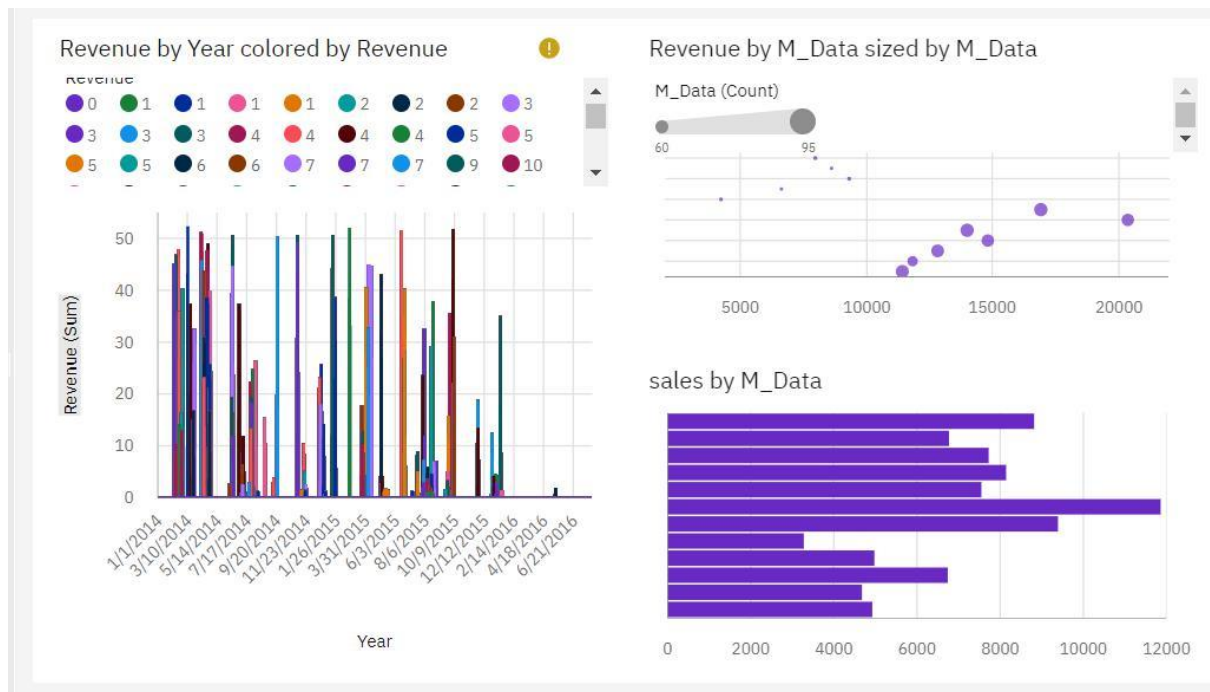 Revenue by Year colored by Revenue
Revenue
0 1 1 1 1 2 2 2 3
3 3 3 4 4 4 4 5 5
5 5 6 6 7 7 7 9 10
50
40
30
20
10
0
Revenue (Sum)
1/1/2014 3/10/2014 5/14/2014 7/17/2014 9/20/2014 11/23/2014 1/26/2015 3/31/2015 6/3/2015 8/6/2015 10/9/2015 12/12/2015 2/14/2016 4/18/2016 6/21/2016
Year
Revenue by M_Data sized by M_Data
M_Data (Count)
60 95
5000 10000 15000 20000
sales by M_Data
0 2000 4000 6000 8000 10000 12000